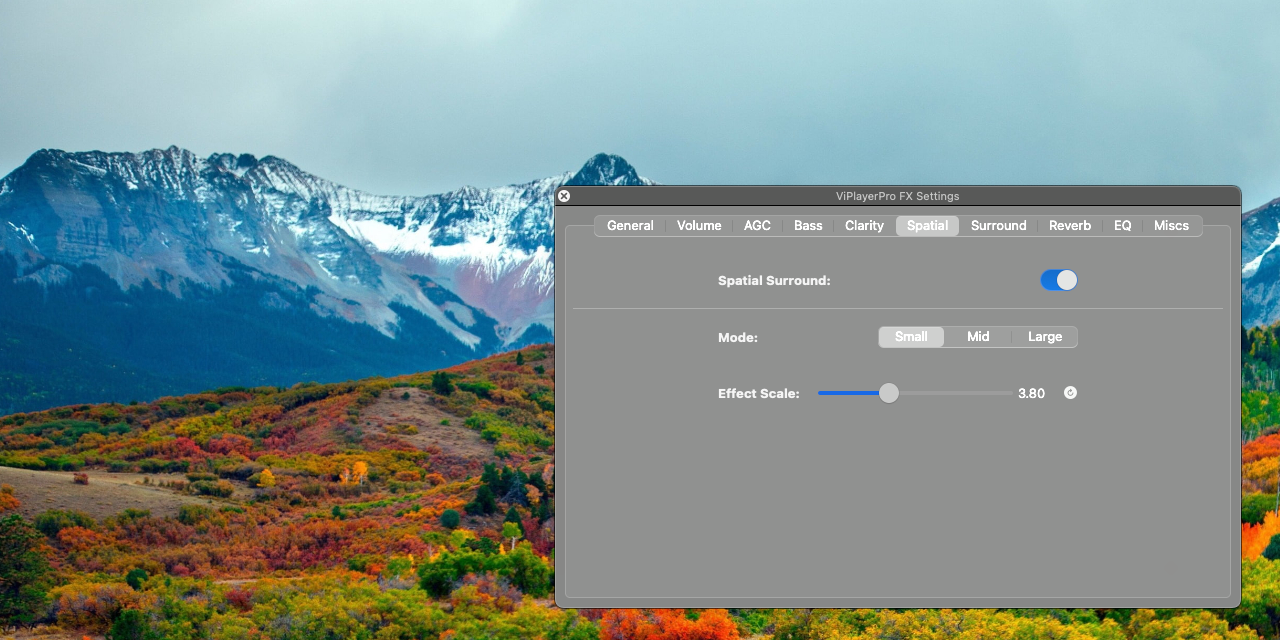 ViPlayerPro FX Settings
General Volume AGC Bass Clarity Spatial Surround Reverb EQ Miscs
Spatial Surround:
Mode: Small Mid Large
Effect Scale: 3.80